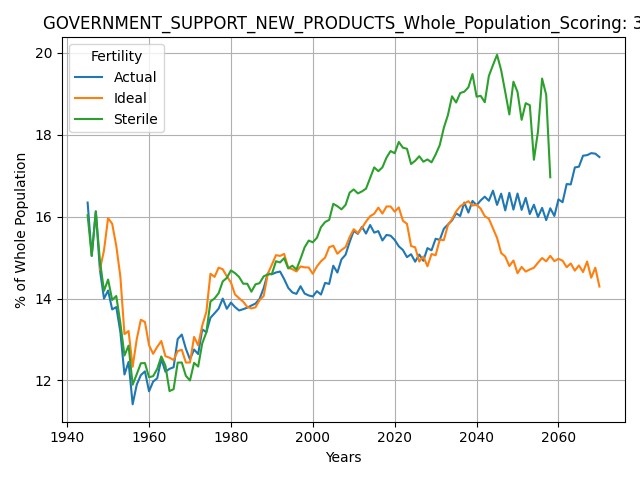 GOVERNMENT_SUPPORT_NEW_PRODUCTS_Whole_Population_Scoring: 3
Fertility
Actual
Ideal
Sterile
% of Whole Population
20
18
16
14
12
1940
1960
1980
2000
2020
2040
2060
Years